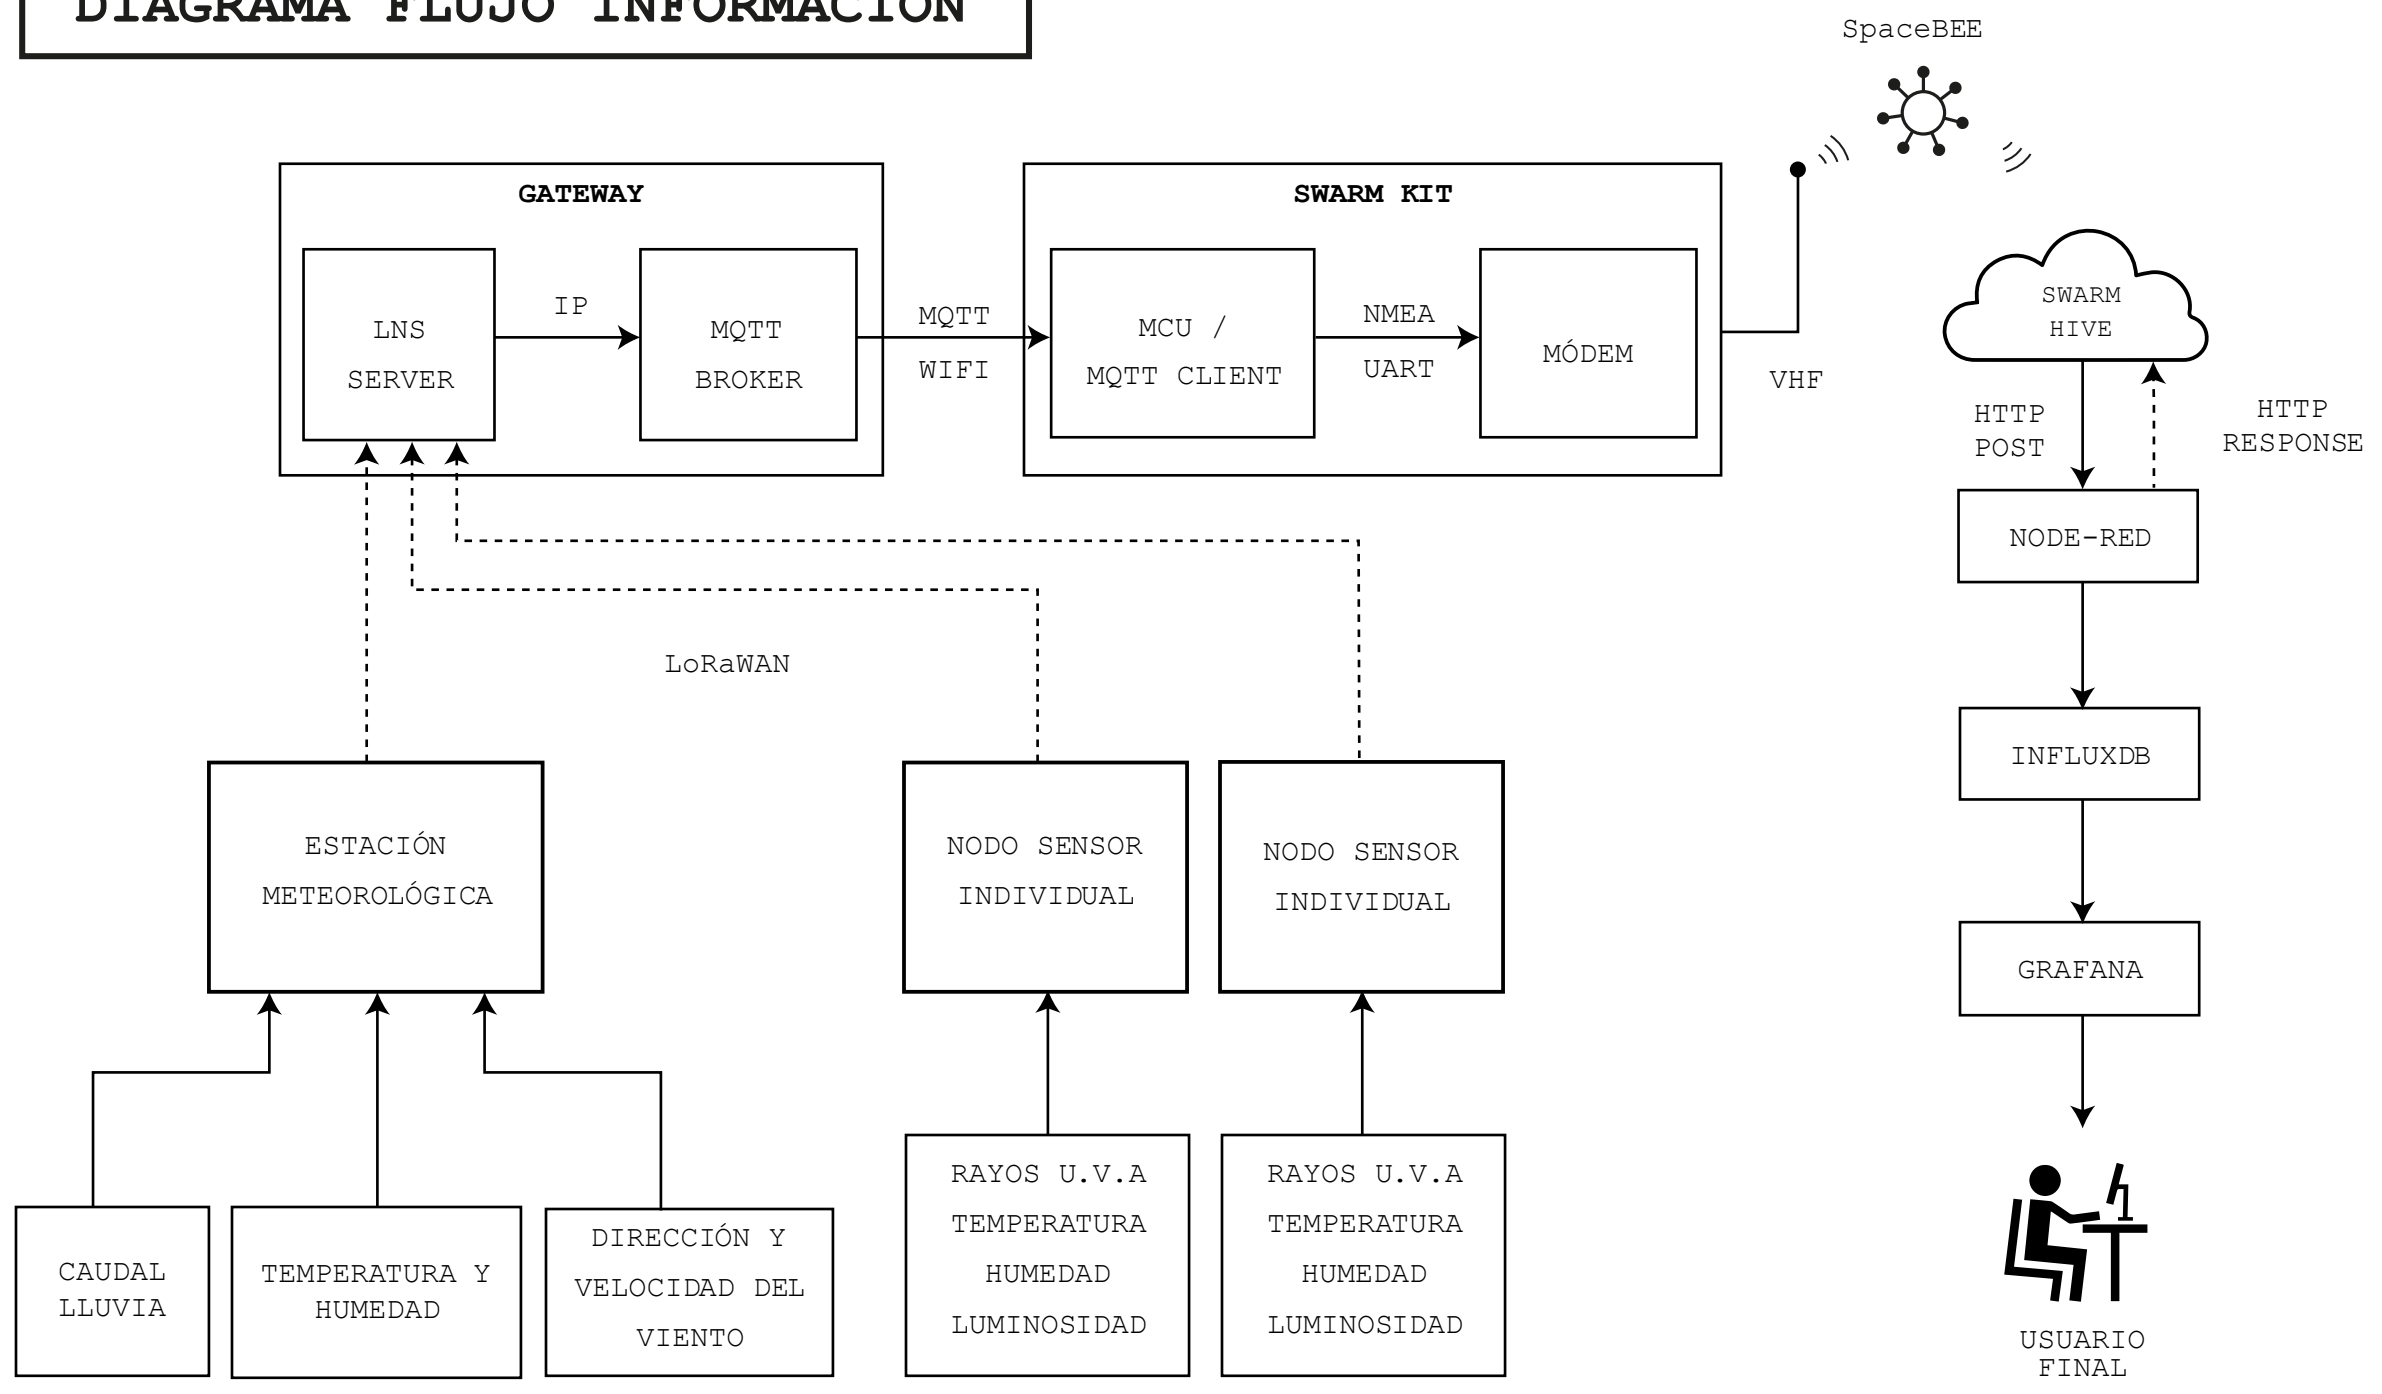 DIAGRAMA FLUJO INFORMACIÓN
SpaceBEE
GATEWAY
LNS
SERVER
IP
MQTT
BROKER
MQTT
WIFI
SWARM KIT
MCU /
MQTT CLIENT
NMEA
UART
MÓDEM
VHF
SWARM
HIVE
HTTP
POST
HTTP
RESPONSE
NODE-RED
LoRaWAN
INFLUXDB
ESTACIÓN
METEOROLÓGICA
NODO SENSOR
INDIVIDUAL
NODO SENSOR
INDIVIDUAL
GRAFANA
CAUDAL
LLUVIA
TEMPERATURA Y
HUMEDAD
DIRECCIÓN Y
VELOCIDAD DEL
VIENTO
RAYOS U.V.A
TEMPERATURA
HUMEDAD
LUMINOSIDAD
RAYOS U.V.A
TEMPERATURA
HUMEDAD
LUMINOSIDAD
USUARIO
FINAL